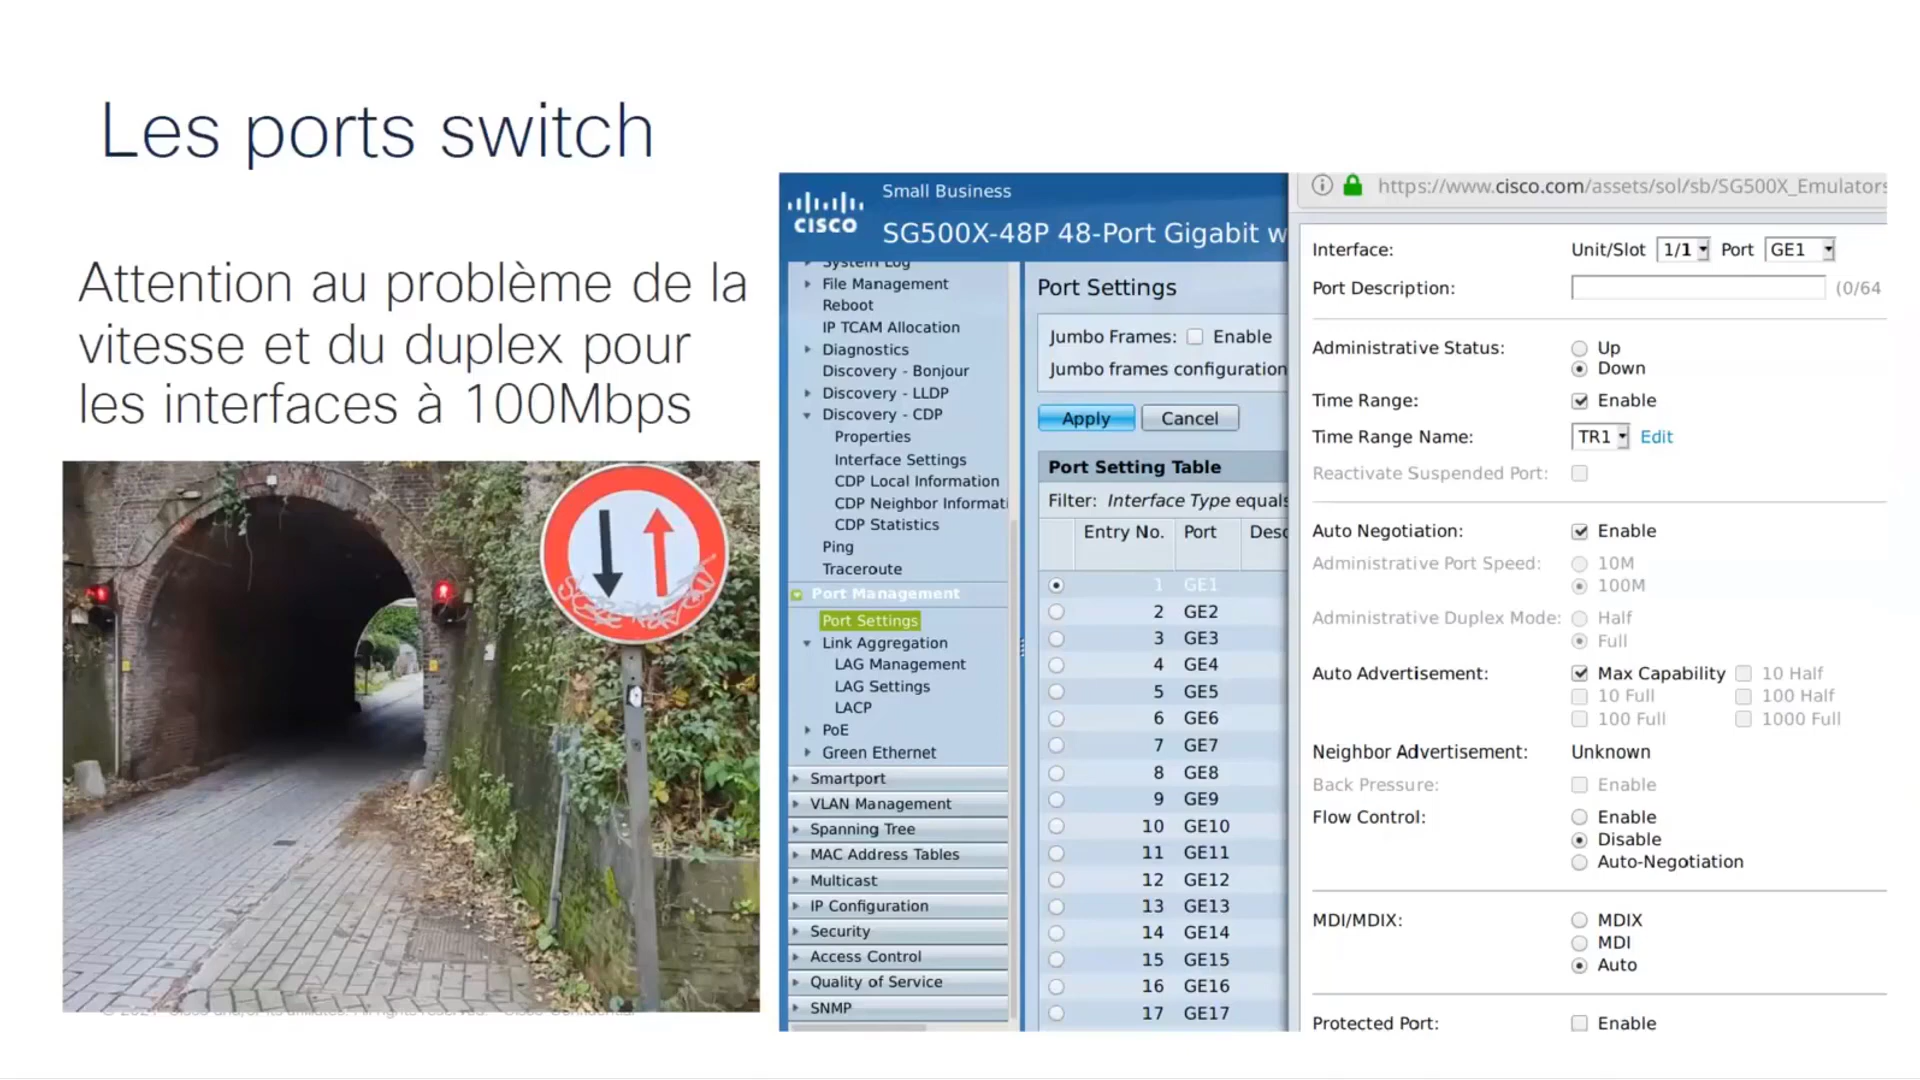 Les ports switch
Attention au problème de la
vitesse et du duplex pour
les interfaces à 100Mbps
CISCO
Small Business
SG500X-48P 48-Port Gigabit w
System Log
File Management
Reboot
IP TCAM Allocation
Diagnostics
Discovery - Bonjour
Discovery - LLDP
Discovery - CDP
Properties
Interface Settings
CDP Local Information
CDP Neighbor Informati
CDP Statistics
Ping
Traceroute
Port Management
Port Settings
Link Aggregation
LAG Management
LAG Settings
LACP
PoE
Green Ethernet
Smartport
VLAN Management
Spanning Tree
MAC Address Tables
Multicast
IP Configuration
Security
Access Control
Quality of Service
SNMP
Port Settings
Jumbo Frames: Enable
Jumbo frames configuration
Apply Cancel
Port Setting Table
Filter: Interface Type equals
Entry No. Port Desc
1 GE1
2 GE2
3 GE3
4 GE4
5 GE5
6 GE6
7 GE7
8 GE8
9 GE9
10 GE10
11 GE11
12 GE12
13 GE13
14 GE14
15 GE15
16 GE16
17 GE17
https://www.cisco.com/assets/sol/sb/SG500X_Emulators
Interface: Unit/Slot 1/1 Port GE1
Port Description: (0/64
Administrative Status: Up
Down
Time Range: Enable
Time Range Name: TR1 Edit
Reactivate Suspended Port:
Auto Negotiation: Enable
Administrative Port Speed: 10M
100M
Administrative Duplex Mode: Half
Full
Auto Advertisement: Max Capability 10 Half
10 Full 100 Half
100 Full 1000 Full
Neighbor Advertisement: Unknown
Back Pressure: Enable
Flow Control: Enable
Disable
Auto-Negotiation
MDI/MDIX: MDIX
MDI
Auto
Protected Port: Enable